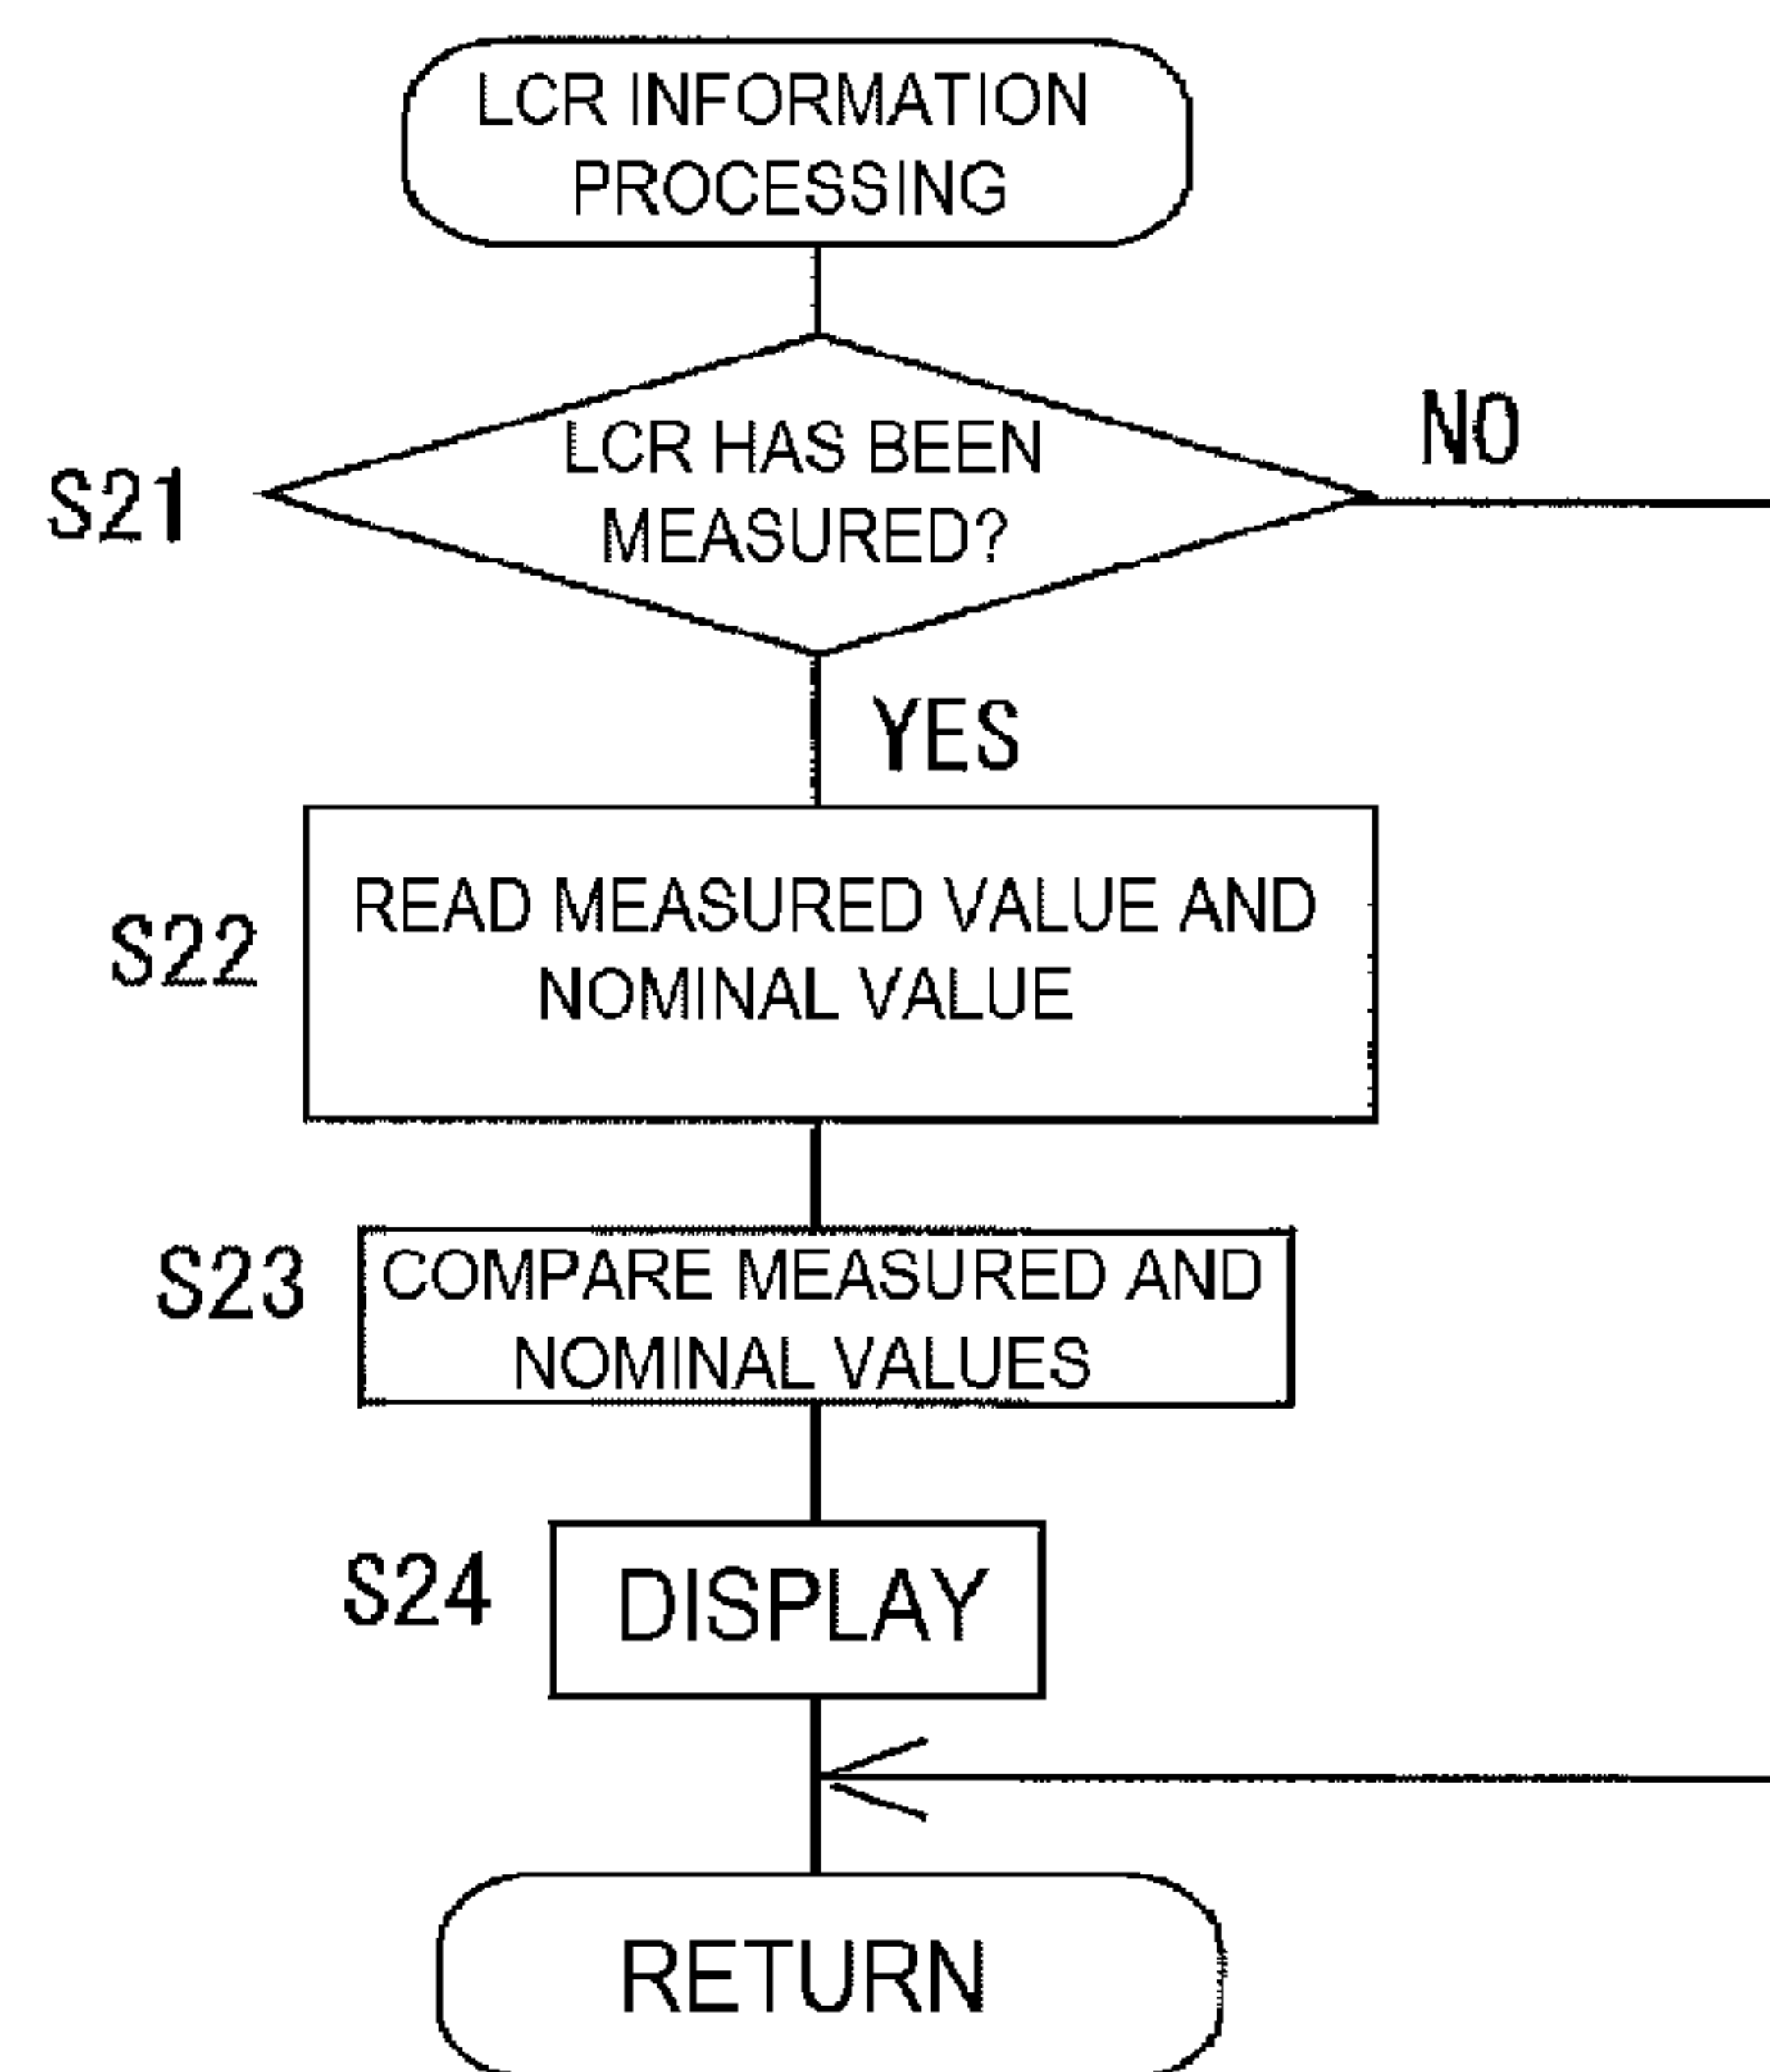 LCR INFORMATION
PROCESSING
S21
LCR HAS BEEN
MEASURED?
NO
YES
S22
READ MEASURED VALUE AND
NOMINAL VALUE
S23
COMPARE MEASURED AND
NOMINAL VALUES
S24
DISPLAY
RETURN